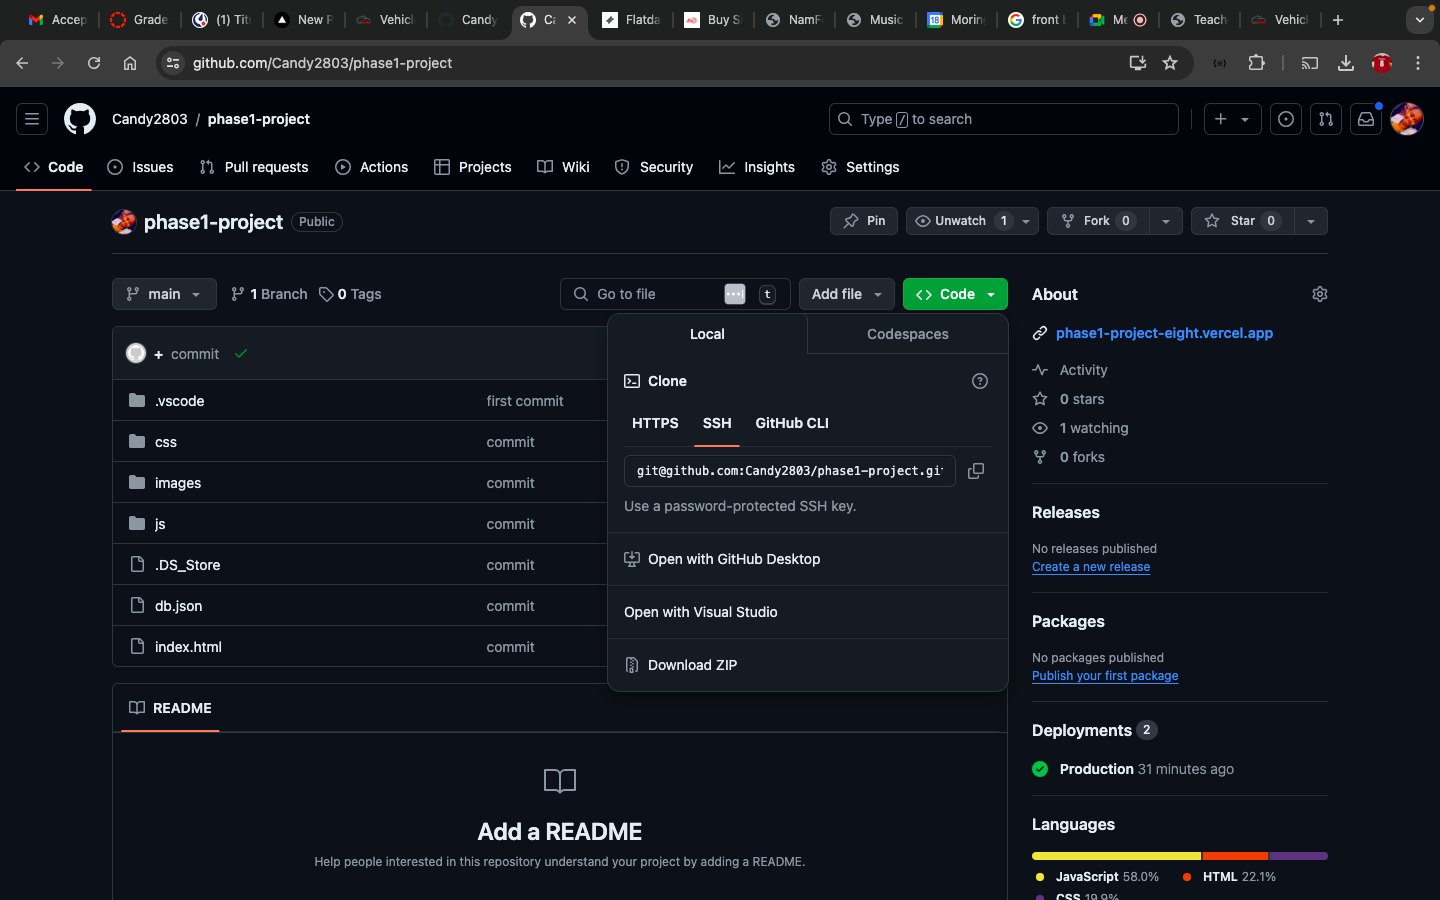 Accep
Grade
(1) Tit
New P
Vehicl
Candy
Ca
Flatda
Buy S
NamF
Music
18
Morin
front b
Me
Teach
Vehicl
github.com/Candy2803/phase1-project
Candy2803 / phase1-project
Type / to search
Code
Issues
Pull requests
Actions
Projects
Wiki
Security
Insights
Settings
phase1-project Public
Pin
Unwatch 1
Fork 0
Star 0
main
1 Branch
0 Tags
Go to file
t
Add file
Code
+ commit
.vscode first commit
css commit
images commit
js commit
.DS_Store commit
db.json commit
index.html commit
Local
Codespaces
Clone
HTTPS
SSH
GitHub CLI
git@github.com:Candy2803/phase1-project.git
Use a password-protected SSH key.
Open with GitHub Desktop
Open with Visual Studio
Download ZIP
README
Add a README
Help people interested in this repository understand your project by adding a README.
About
phase1-project-eight.vercel.app
Activity
0 stars
1 watching
0 forks
Releases
No releases published
Create a new release
Packages
No packages published
Publish your first package
Deployments 2
Production 31 minutes ago
Languages
JavaScript 58.0%
HTML 22.1%
CSS 19.9%